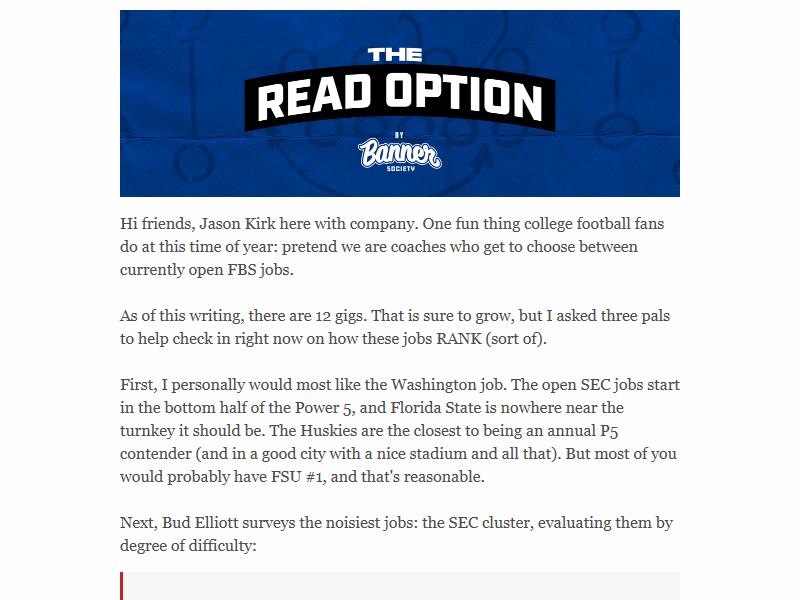 THE
READ OPTION
BY
Banner
SOCIETY
Hi friends, Jason Kirk here with company. One fun thing college football fans
do at this time of year: pretend we are coaches who get to choose between
currently open FBS jobs.
As of this writing, there are 12 gigs. That is sure to grow, but I asked three pals
to help check in right now on how these jobs RANK (sort of).
First, I personally would most like the Washington job. The open SEC jobs start
in the bottom half of the Power 5, and Florida State is nowhere near the
turnkey it should be. The Huskies are the closest to being an annual P5
contender (and in a good city with a nice stadium and all that). But most of you
would probably have FSU #1, and that's reasonable.
Next, Bud Elliott surveys the noisiest jobs: the SEC cluster, evaluating them by
degree of difficulty: